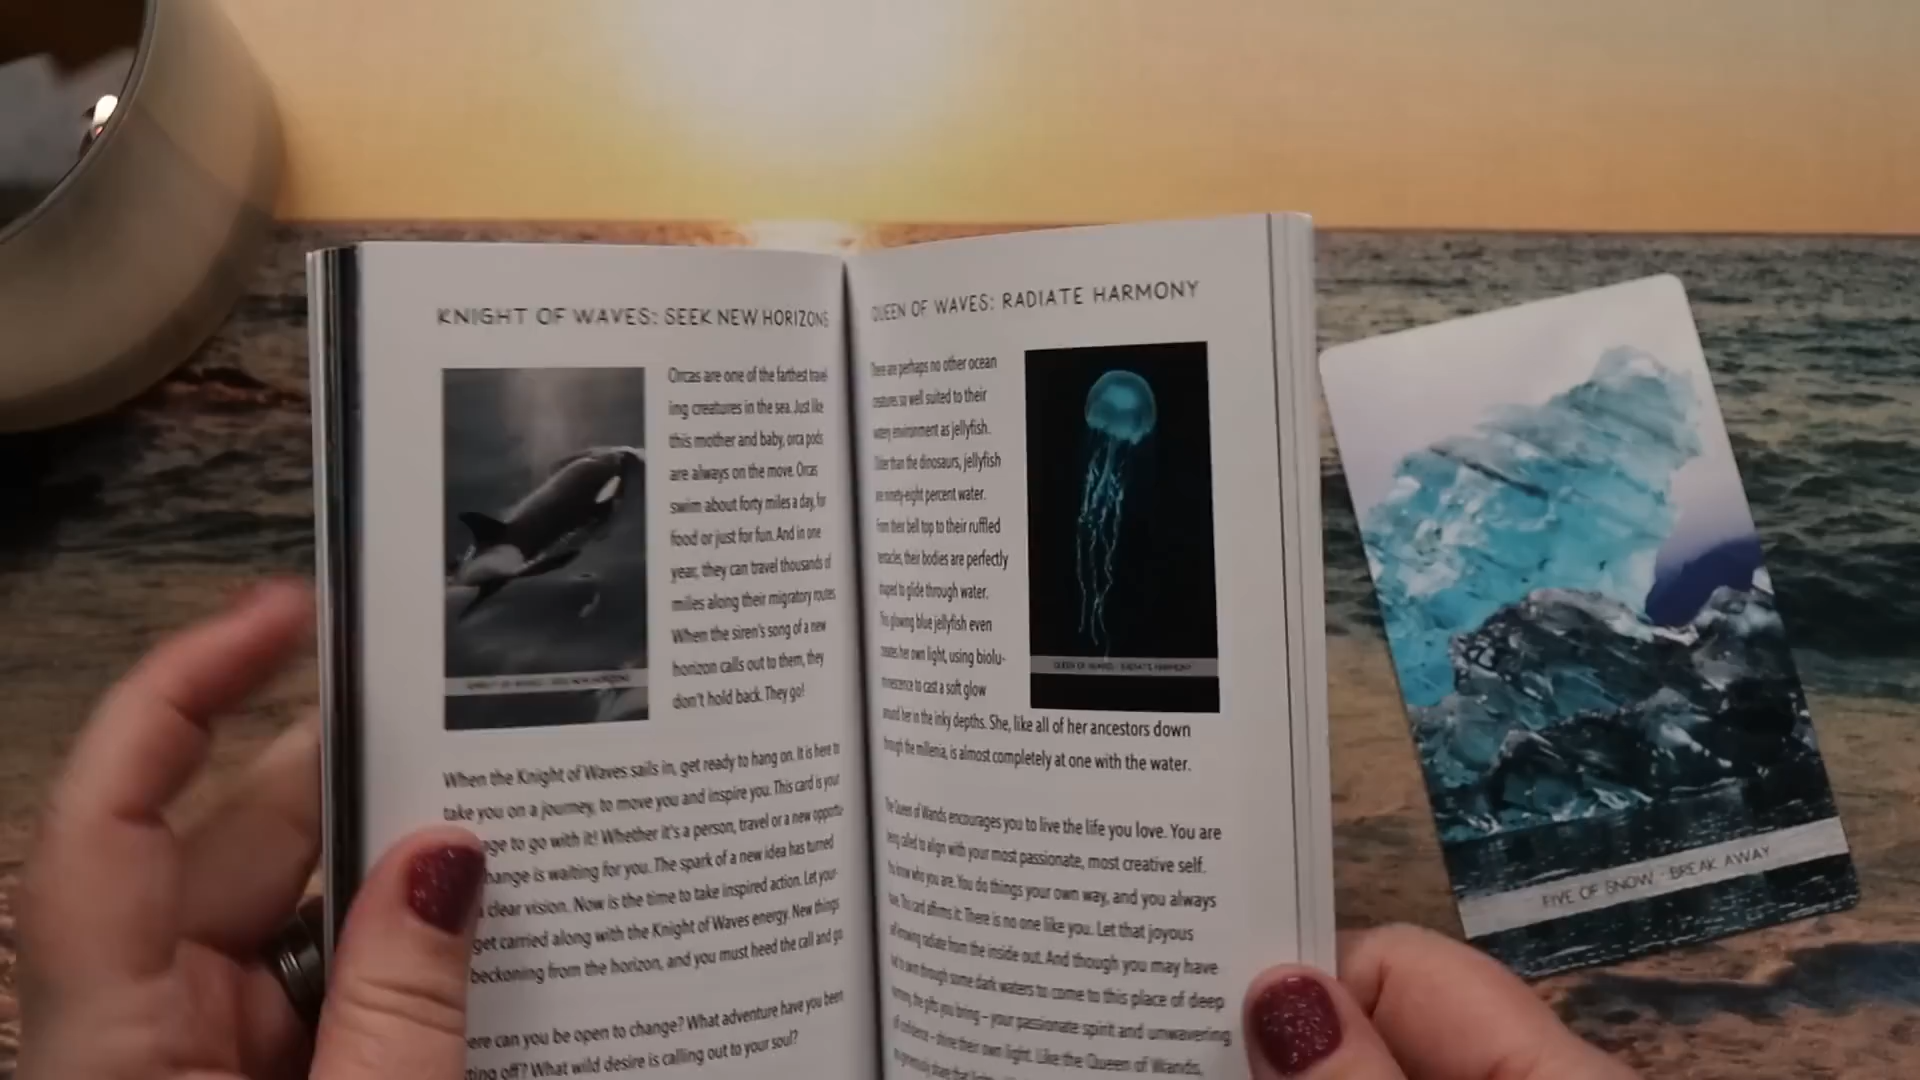 KNIGHT OF WAVES: SEEK NEW HORIZONS
Orcas are one of the farthest travel-
ing creatures in the sea. Just like
this mother and baby, orca pods
are always on the move. Orcas
swim about forty miles a day, for
food or just for fun. And in one
year, they can travel thousands of
miles along their migratory routes
When the siren's song of a new
horizon calls out to them, they
don't hold back. They go!
When the Knight of Waves sails in, get ready to hang on. It is here to
take you on a journey, to move you and inspire you. This card is your
to go with it! Whether it's a person, travel or a new opportu-
hange is waiting for you. The spark of a new idea has turned
clear vision. Now is the time to take inspired action. Let your-
get carried along with the Knight of Waves energy. New things
beckoning from the horizon, and you must heed the call and go
ere can you be open to change? What adventure have you been
ting off? What wild desire is calling out to your soul?
QUEEN OF WAVES: RADIATE HARMONY
There are perhaps no other ocean
creatures so well suited to their
watery environment as jellyfish.
Older than the dinosaurs, jellyfish
are ninety-eight percent water.
From their bell top to their ruffled
tentacles, their bodies are perfectly
shaped to glide through water.
This glowing blue jellyfish even
creates her own light, using biolu-
minescence to cast a soft glow
around her in the inky depths. She, like all of her ancestors down
through the millenia, is almost completely at one with the water.
QUEEN OF WAVES · RADIATE HARMONY
The Queen of Wands encourages you to live the life you love. You are
being called to align with your most passionate, most creative self.
You know who you are. You do things your own way, and you always
have. This card affirms it: There is no one like you. Let that joyous
of knowing radiate from the inside out. And though you may have
had to swim through some dark waters to come to this place of deep
harmony, the gifts you bring – your passionate spirit and unwavering
– shine their own light. Like the Queen of Wands,
FIVE OF SNOW · BREAK AWAY